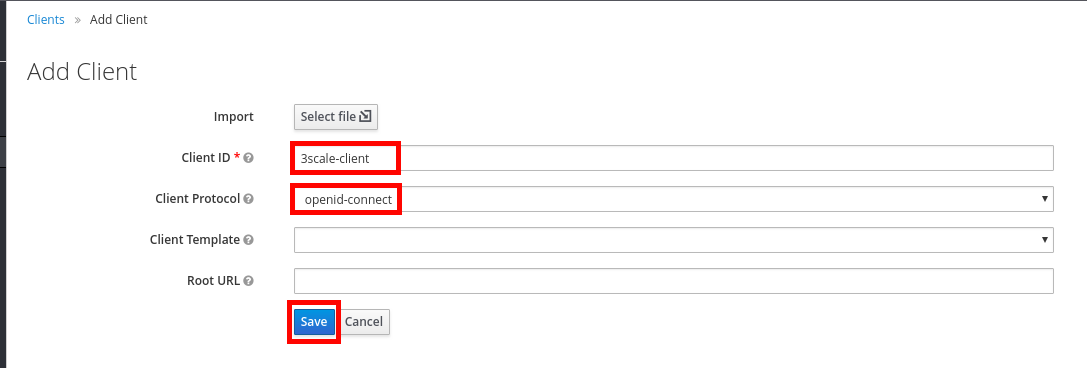 Clients » Add Client
Add Client
Import Select file
Client ID * 3scale-client
Client Protocol openid-connect
Client Template
Root URL
Save Cancel